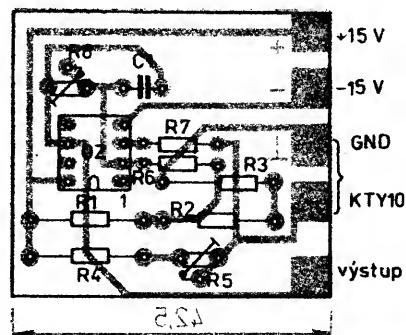 R8 C1 +15 V
+
− −15 V
R7 GND
R6 R3 ⊥
1
R1 R2 KTY10
R4 R5 výstup
42,5